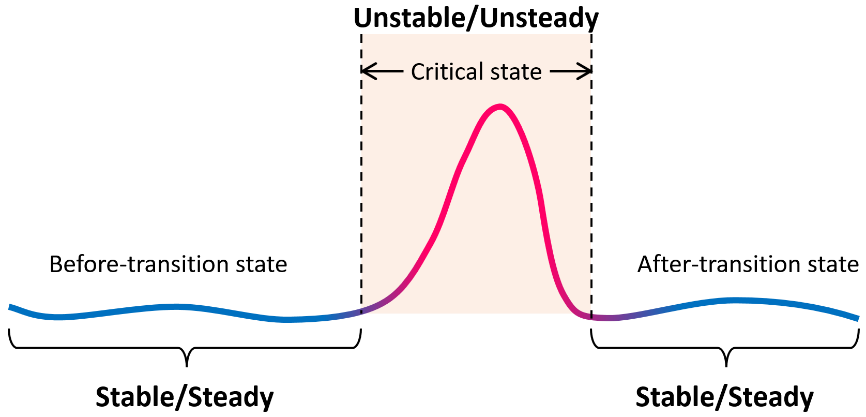 Unstable/Unsteady
Critical state
Before-transition state
After-transition state
Stable/Steady
Stable/Steady